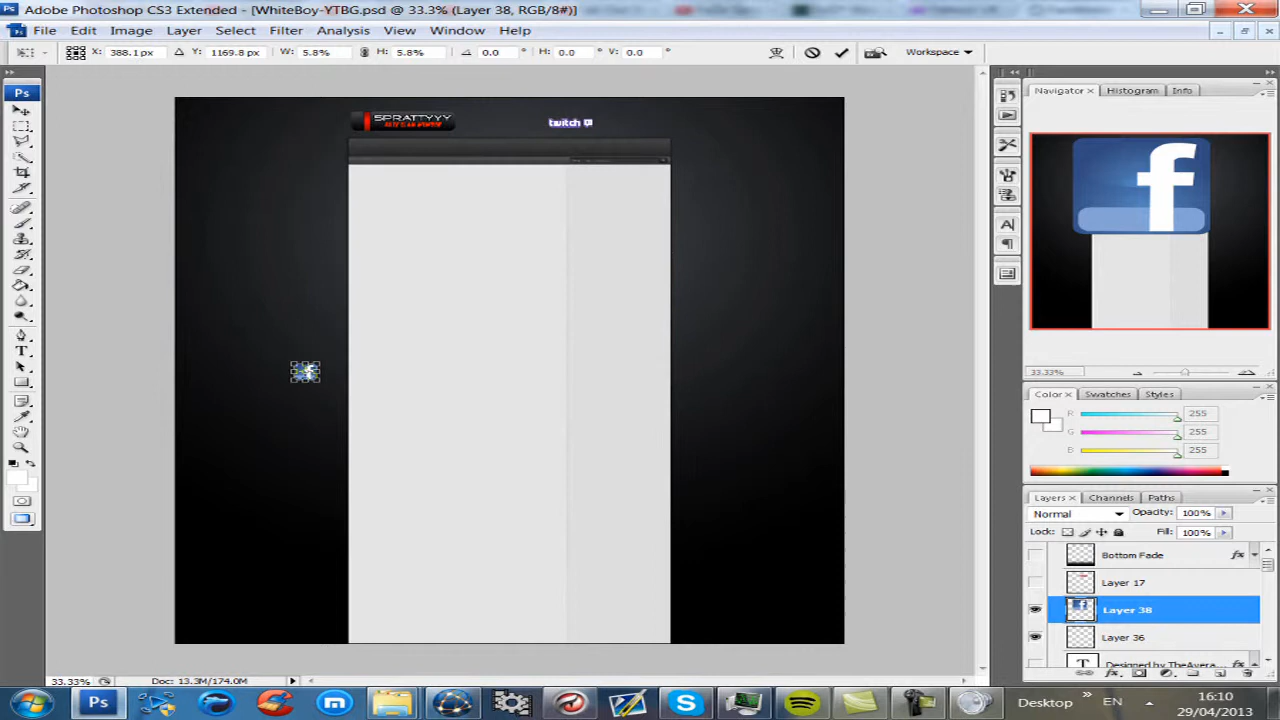 Adobe Photoshop CS3 Extended - [WhiteBoy-YTBG.psd @ 33.3% (Layer 38, RGB/8#)]
File Edit Image Layer Select Filter Analysis View Window Help
X: 388.1 px Y: 1169.8 px W: 5.8% H: 5.8% 0.0 ° H: 0.0 ° V: 0.0 ° Workspace
Ps
SPRATTYYY
twitch
Navigator x Histogram Info
f
33.33%
Color x Swatches Styles
R 255
G 255
B 255
Layers x Channels Paths
Normal Opacity: 100%
Lock: Fill: 100%
Bottom Fade fx
Layer 17
Layer 38
Layer 36
T Designed by TheAvera...
33.33% Doc: 13.3M/174.0M
Ps Desktop » EN 16:10
29/04/2013